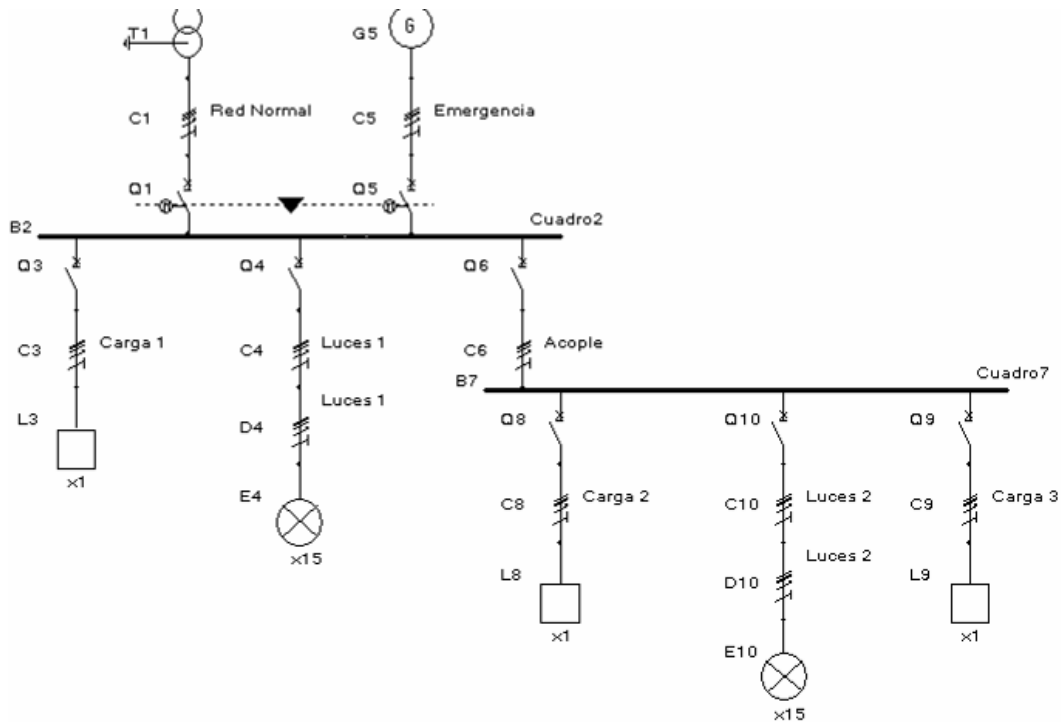 T1
G5
G
C1
Red Normal
C5
Emergencia
Q1
Q5
B2
Cuadro2
Q3
Q4
Q6
C3
Carga 1
C4
Luces 1
C6
Acople
B7
Cuadro7
L3
D4
Luces 1
Q8
Q10
Q9
x1
E4
x15
C8
Carga 2
C10
Luces 2
C9
Carga 3
L8
D10
Luces 2
L9
x1
x1
E10
x15